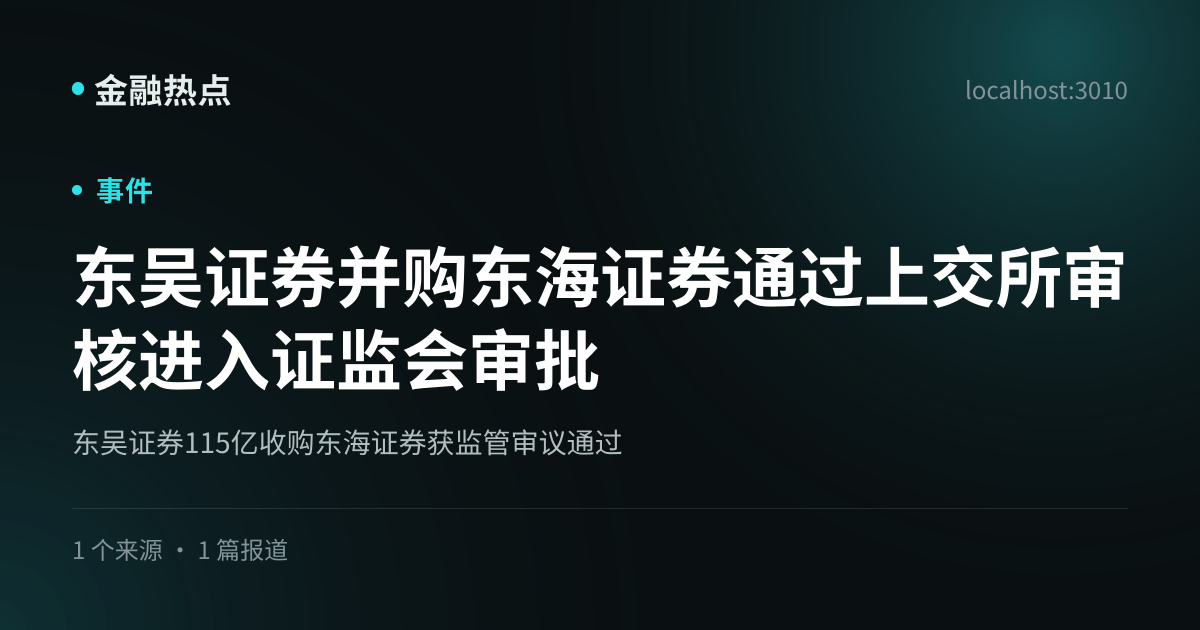 金融热点
localhost:3010
事件
东吴证券并购东海证券通过上交所审
核进入证监会审批
东吴证券115亿收购东海证券获监管审议通过
1 个来源 · 1 篇报道